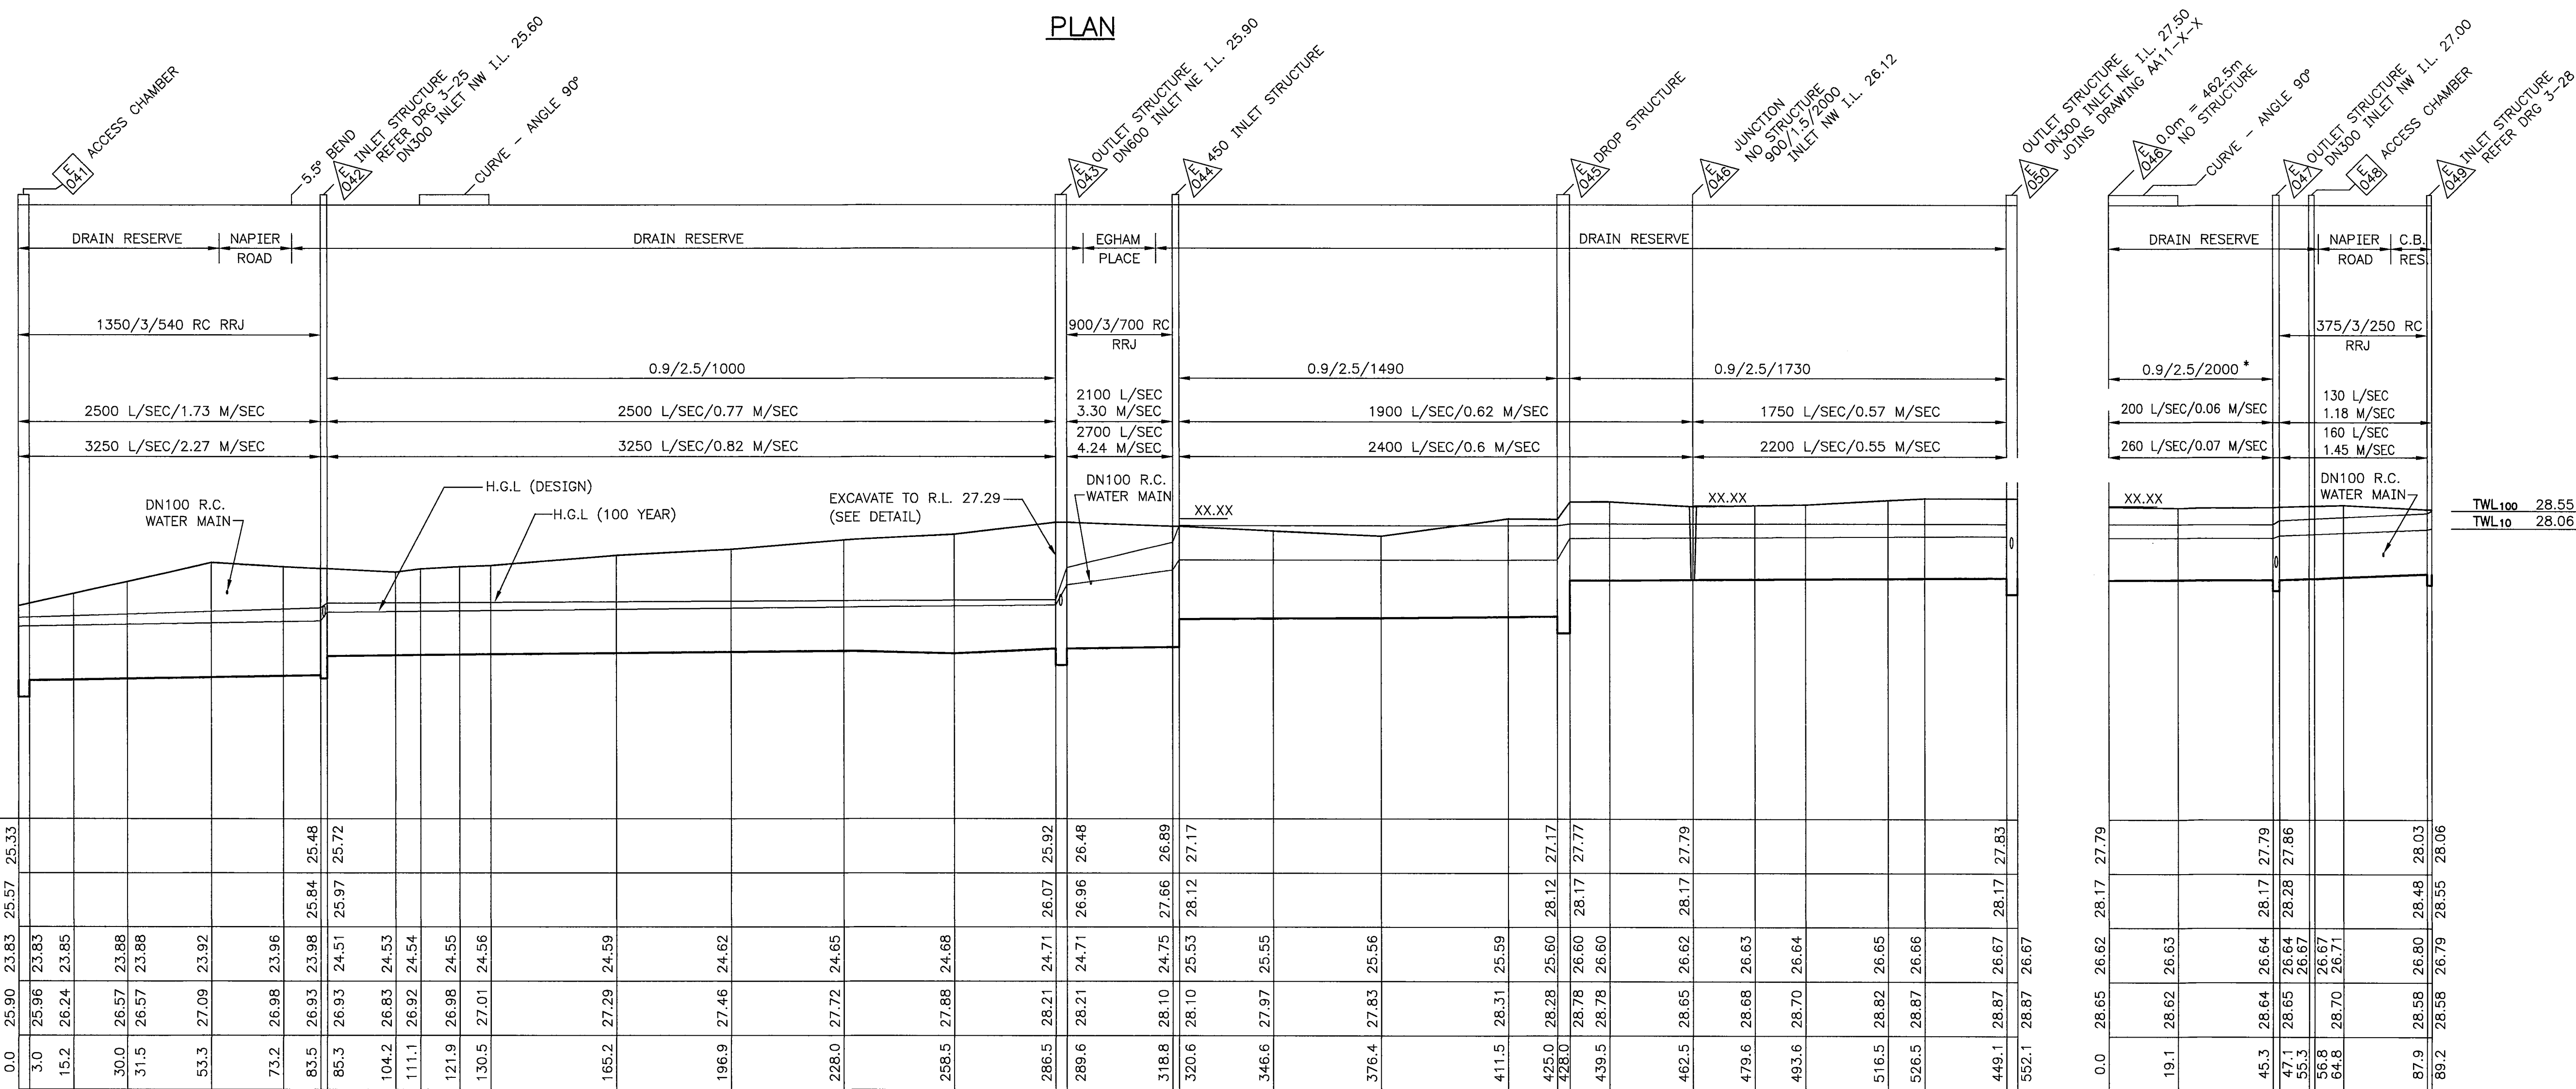 PLAN
E
041
ACCESS CHAMBER
5.5° BEND
E
042
INLET STRUCTURE
REFER DRG 3-25
DN300 INLET NW I.L. 25.60
CURVE - ANGLE 90°
E
043
OUTLET STRUCTURE
DN600 INLET NE I.L. 25.90
E
044
450 INLET STRUCTURE
E
045
DROP STRUCTURE
E
046
JUNCTION
NO STRUCTURE
900/1.5/2000
INLET NW I.L. 26.12
E
050
OUTLET STRUCTURE
DN300 INLET NE I.L. 27.50
JOINS DRAWING AA11-X-X
E
046
0.0m = 462.5m
NO STRUCTURE
CURVE - ANGLE 90°
E
047
OUTLET STRUCTURE
DN300 INLET NW I.L. 27.00
E
048
ACCESS CHAMBER
E
049
INLET STRUCTURE
REFER DRG 3-28
DRAIN RESERVE
NAPIER
ROAD
DRAIN RESERVE
EGHAM
PLACE
DRAIN RESERVE
DRAIN RESERVE
NAPIER
ROAD
C.B.
RES.
1350/3/540 RC RRJ
900/3/700 RC
RRJ
375/3/250 RC
RRJ
0.9/2.5/1000
0.9/2.5/1490
0.9/2.5/1730
0.9/2.5/2000 *
2500 L/SEC/1.73 M/SEC
2500 L/SEC/0.77 M/SEC
2100 L/SEC
3.30 M/SEC
1900 L/SEC/0.62 M/SEC
1750 L/SEC/0.57 M/SEC
200 L/SEC/0.06 M/SEC
130 L/SEC
1.18 M/SEC
3250 L/SEC/2.27 M/SEC
3250 L/SEC/0.82 M/SEC
2700 L/SEC
4.24 M/SEC
2400 L/SEC/0.6 M/SEC
2200 L/SEC/0.55 M/SEC
260 L/SEC/0.07 M/SEC
160 L/SEC
1.45 M/SEC
DN100 R.C.
WATER MAIN
H.G.L (DESIGN)
H.G.L (100 YEAR)
EXCAVATE TO R.L. 27.29
(SEE DETAIL)
DN100 R.C.
WATER MAIN
XX.XX
XX.XX
XX.XX
DN100 R.C.
WATER MAIN
TWL100 28.55
TWL10 28.06
25.33 25.48 25.72 25.92 26.48 26.89 27.17 27.17 27.77 27.79 27.83 27.79 27.79 27.86 28.03 28.06
25.57 25.84 25.97 26.07 26.96 27.66 28.12 28.12 28.17 28.17 28.17 28.17 28.17 28.28 28.48 28.55
23.83 23.83 23.85 23.88 23.88 23.92 23.96 23.98 24.51 24.53 24.54 24.55 24.56 24.59 24.62 24.65 24.68 24.71 24.71 24.75 25.53 25.55 25.56 25.59 25.60 26.60 26.60 26.62 26.63 26.64 26.65 26.66 26.67 26.67 26.62 26.63 26.64 26.64 26.67 26.67 26.71 26.80 26.79
25.90 25.96 26.24 26.57 26.57 27.09 26.98 26.93 26.93 26.83 26.92 26.98 27.01 27.29 27.46 27.72 27.88 28.21 28.21 28.10 28.10 27.97 27.83 28.31 28.28 28.78 28.78 28.65 28.68 28.70 28.82 28.87 28.87 28.87 28.65 28.62 28.64 28.65 28.70 28.58 28.58
0.0 3.0 15.2 30.0 31.5 53.3 73.2 83.5 85.3 104.2 111.1 121.9 130.5 165.2 196.9 228.0 258.5 286.5 289.6 318.8 320.6 346.6 376.4 411.5 425.0 428.0 439.5 462.5 479.6 493.6 516.5 526.5 449.1 552.1 0.0 19.1 45.3 47.1 55.3 56.8 64.8 87.9 89.2